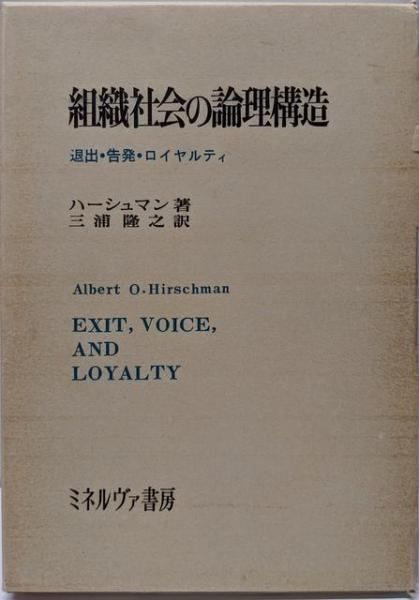 組織社会の論理構造
退出・告発・ロイヤルティ
ハーシュマン著
三浦隆之訳
Albert O.Hirschman
EXIT, VOICE,
AND
LOYALTY
ミネルヴァ書房